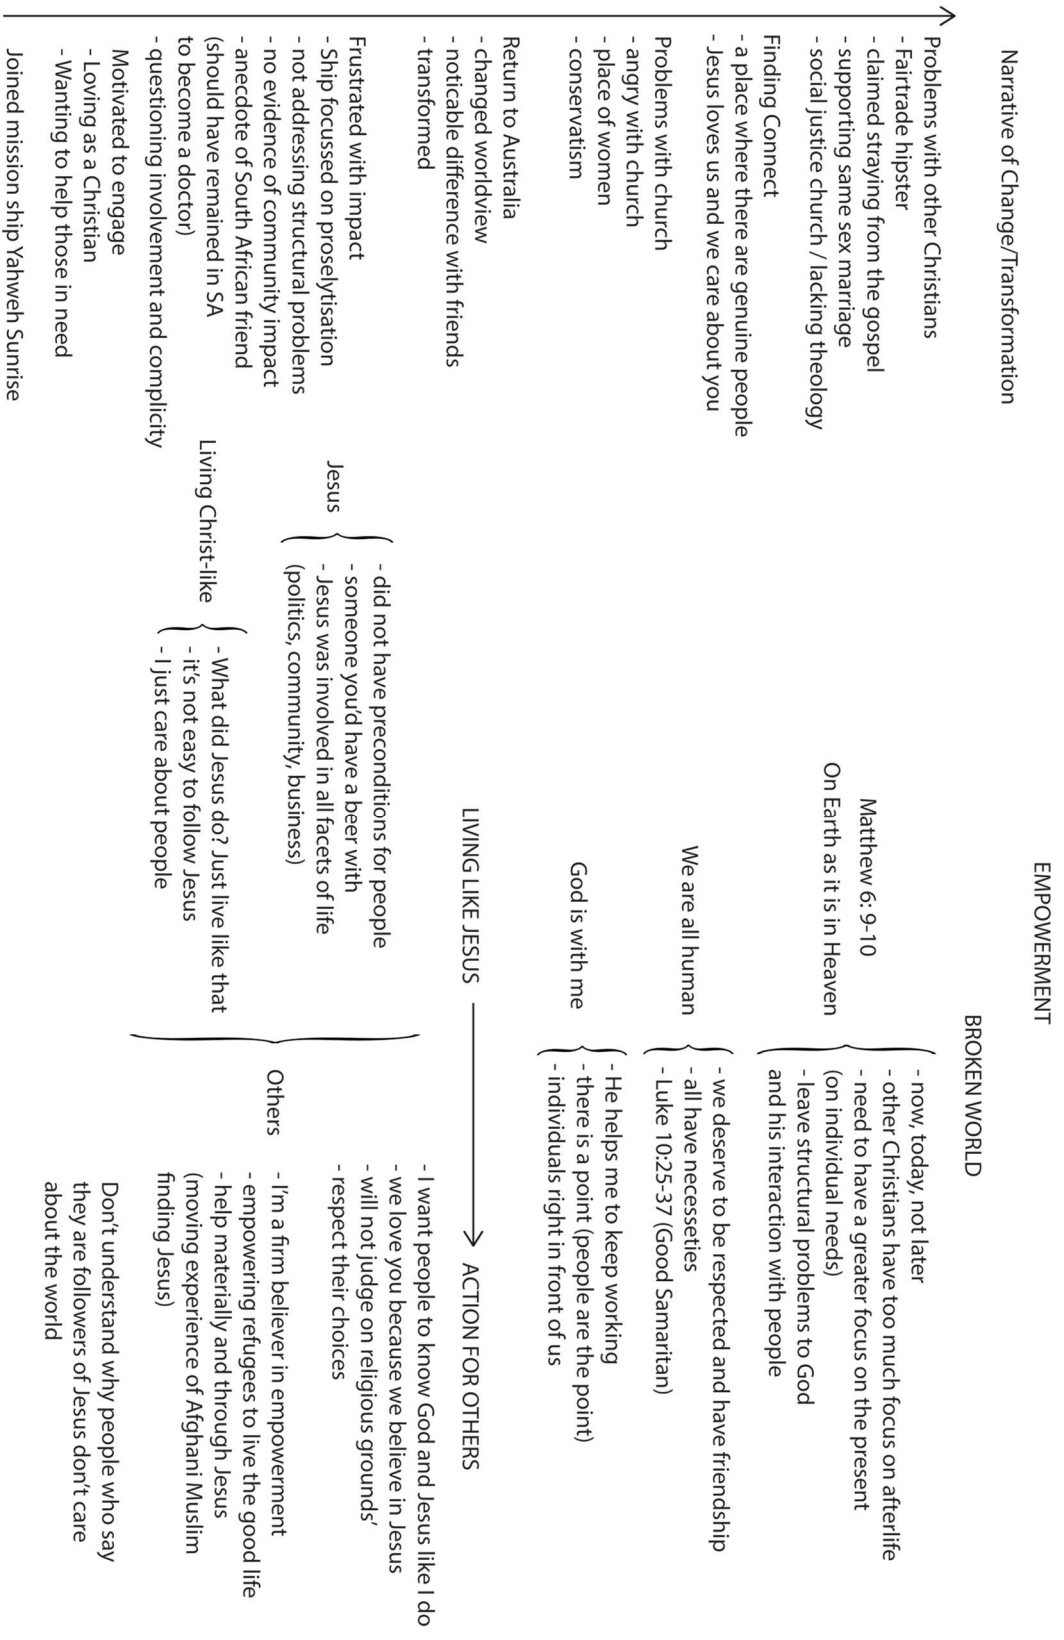 EMPOWERMENT
Narrative of Change/Transformation
BROKEN WORLD
Problems with other Christians
- Fairtrade hipster
- claimed straying from the gospel
- supporting same sex marriage
- social justice church / lacking theology
Finding Connect
- a place where there are genuine people
- Jesus loves us and we care about you
Problems with church
- angry with church
- place of women
- conservatism
Return to Australia
- changed worldview
- noticable difference with friends
- transformed
Frustrated with impact
- Ship focussed on proselytisation
- not addressing structural problems
- no evidence of community impact
- anecdote of South African friend
(should have remained in SA
to become a doctor)
- questioning involvement and complicity
Motivated to engage
- Loving as a Christian
- Wanting to help those in need
Joined mission ship Yahweh Sunrise
Matthew 6: 9-10
On Earth as it is in Heaven
- now, today, not later
- other Christians have too much focus on afterlife
- need to have a greater focus on the present
(on individual needs)
- leave structural problems to God
and his interaction with people
We are all human
- we deserve to be respected and have friendship
- all have necesseties
- Luke 10:25-37 (Good Samaritan)
God is with me
- He helps me to keep working
- there is a point (people are the point)
- individuals right in front of us
LIVING LIKE JESUS
ACTION FOR OTHERS
Jesus
- did not have preconditions for people
- someone you'd have a beer with
- Jesus was involved in all facets of life
(politics, community, business)
Living Christ-like
- What did Jesus do? Just live like that
- it's not easy to follow Jesus
- I just care about people
Others
- I want people to know God and Jesus like I do
- we love you because we believe in Jesus
- will not judge on religious grounds'
- respect their choices
- I'm a firm believer in empowerment
- empowering refugees to live the good life
- help materially and through Jesus
(moving experience of Afghani Muslim
finding Jesus)
Don't understand why people who say
they are followers of Jesus don't care
about the world